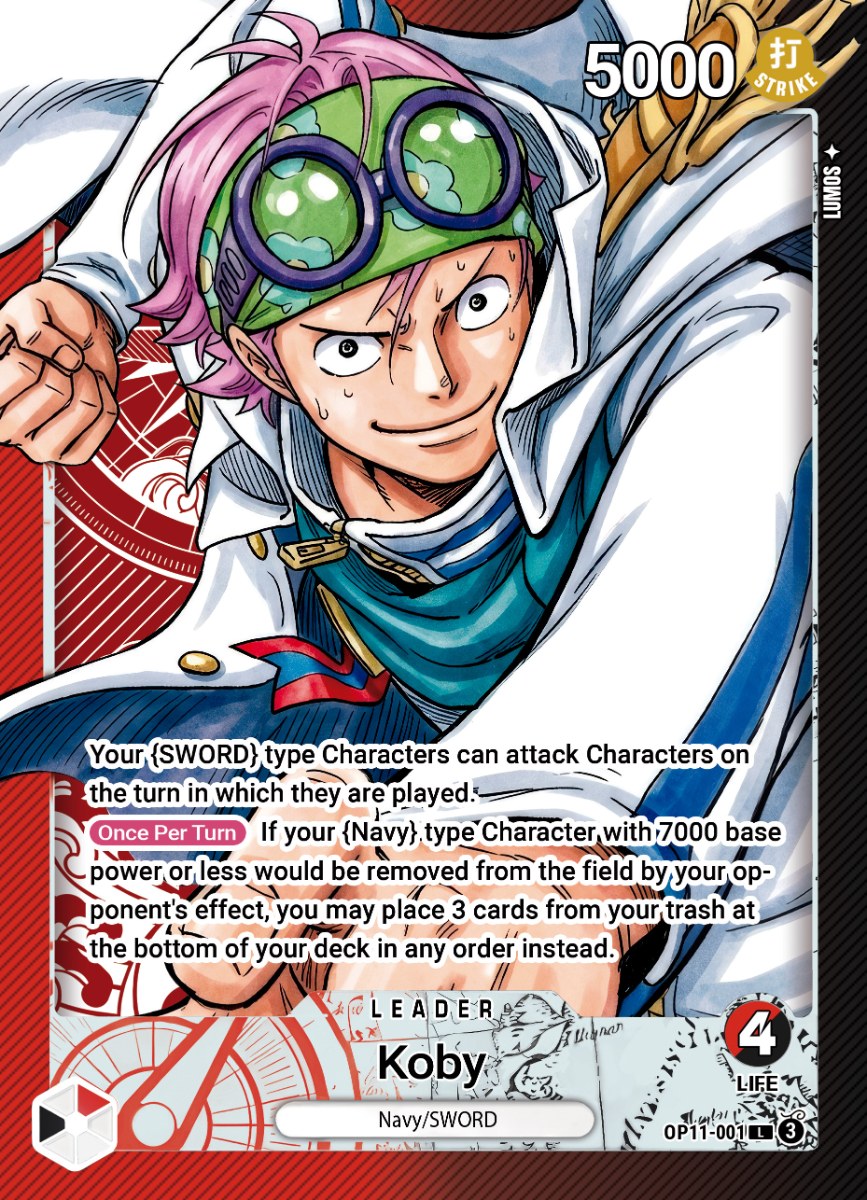 5000
打
STRIKE
LUMOS
Your {SWORD} type Characters can attack Characters on
the turn in which they are played.
Once Per Turn If your {Navy} type Character with 7000 base
power or less would be removed from the field by your op-
ponent's effect, you may place 3 cards from your trash at
the bottom of your deck in any order instead.
LEADER
Koby
4
LIFE
Navy/SWORD
OP11-001 L 3